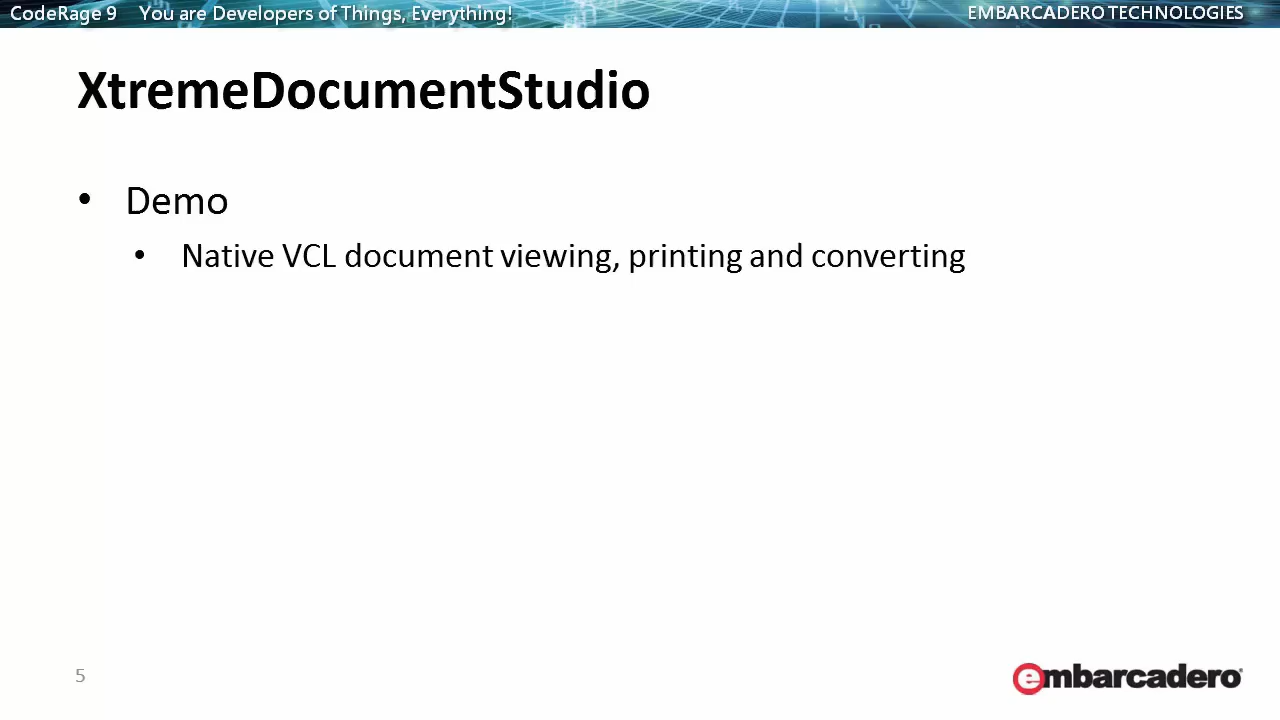 CodeRage 9 You are Developers of Things, Everything! EMBARCADERO TECHNOLOGIES
XtremeDocumentStudio
• Demo
• Native VCL document viewing, printing and converting
5
embarcadero